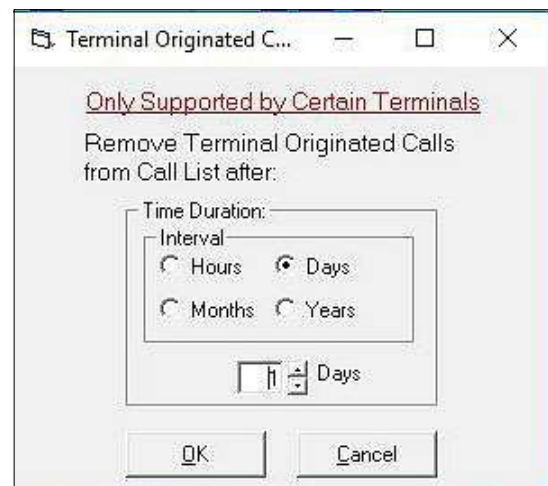 Terminal Originated C...
Only Supported by Certain Terminals
Remove Terminal Originated Calls
from Call List after:
Time Duration:
Interval
Hours Days
Months Years
1 Days
OK Cancel